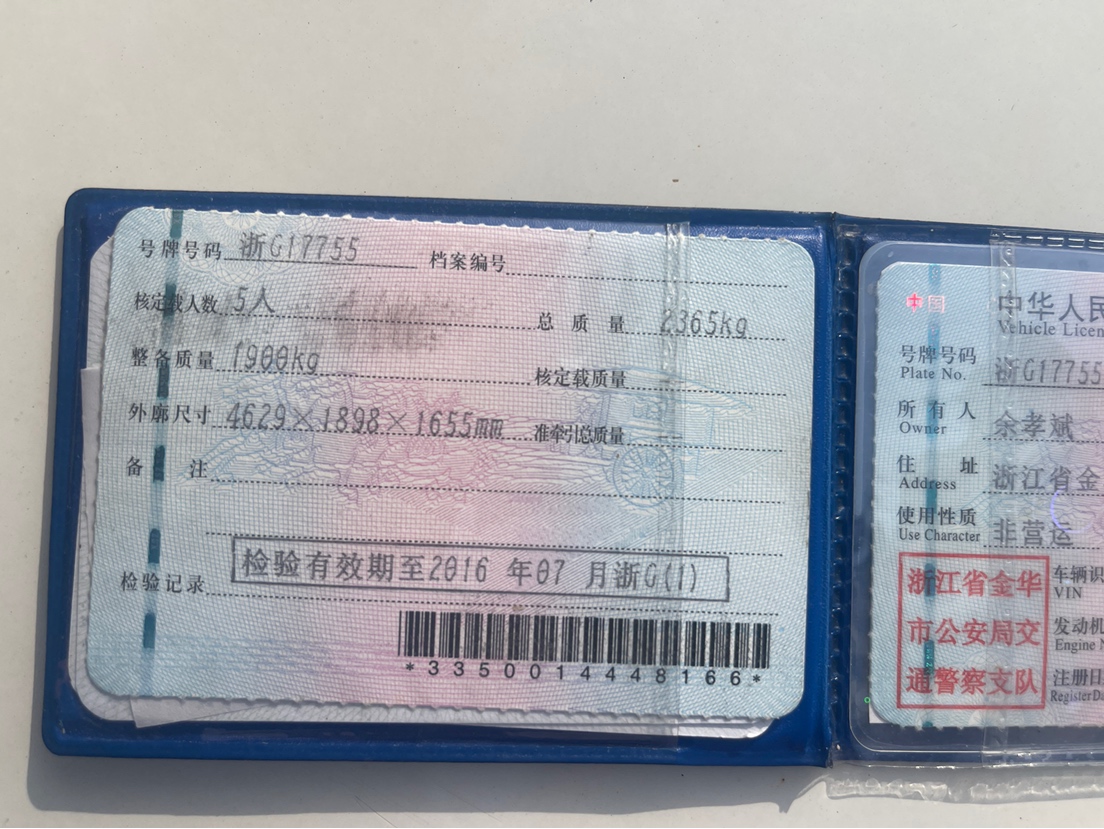 号牌号码 浙G17755 档案编号
核定载人数 5人 总质量 2365kg
整备质量 1900kg 核定载质量
外廓尺寸 4629×1898×1655mm 准牵引总质量
备注
检验记录 检验有效期至2016年07月浙G(1)
*3350014448166*
中华人民
Vehicle Licen
号牌号码 浙G17755
Plate No.
所有人 余孝斌
Owner
住址 浙江省金
Address
使用性质 非营运
Use Character
浙江省金华
市公安局交
通警察支队
车辆识
VIN
发动机
Engine N
注册日
Register Da